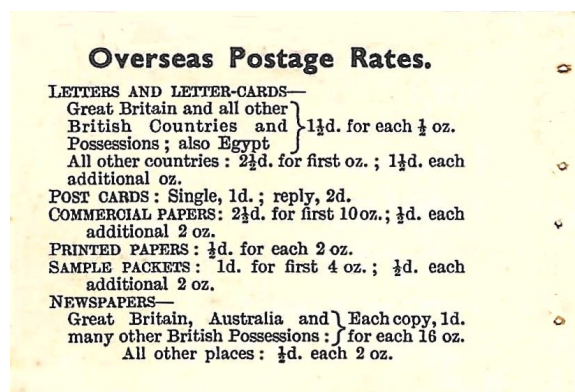 Overseas Postage Rates.
LETTERS AND LETTER-CARDS—
Great Britain and all other
British Countries and } 1½d. for each ½ oz.
Possessions ; also Egypt
All other countries : 2½d. for first oz. ; 1½d. each
additional oz.
POST CARDS : Single, 1d. ; reply, 2d.
COMMERCIAL PAPERS: 2½d. for first 10 oz.; ½d. each
additional 2 oz.
PRINTED PAPERS : ½d. for each 2 oz.
SAMPLE PACKETS : 1d. for first 4 oz. ; ½d. each
additional 2 oz.
NEWSPAPERS—
Great Britain, Australia and } Each copy, 1d.
many other British Possessions : } for each 16 oz.
All other places : ½d. each 2 oz.